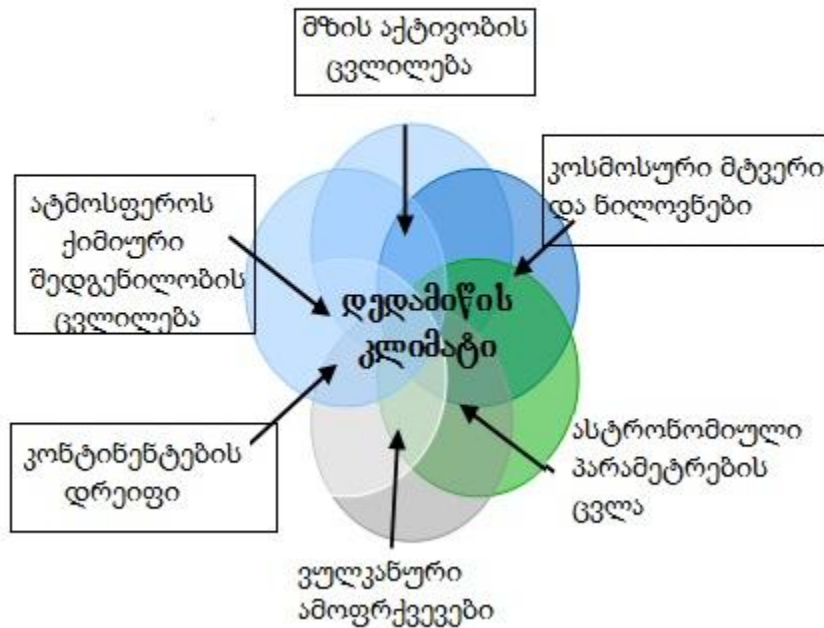 მზის აქტივობის
ცვლილება
კოსმოსური მტვერი
და ნილოვნები
ატმოსფეროს
ქიმიური
შედგენილობის
ცვლილება
დედამიწის
კლიმატი
კონტინენტების
დრეიფი
ასტრონომიული
პარამეტრების
ცვლა
ვულკანური
ამოფრქვევები